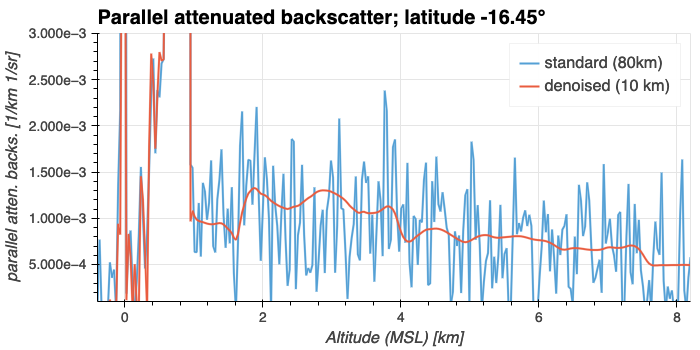 Parallel attenuated backscatter; latitude -16.45°
parallel atten. backs. [1/km 1/sr]
3.000e−3
2.500e−3
2.000e−3
1.500e−3
1.000e−3
5.000e−4
standard (80km)
denoised (10 km)
0 2 4 6 8
Altitude (MSL) [km]